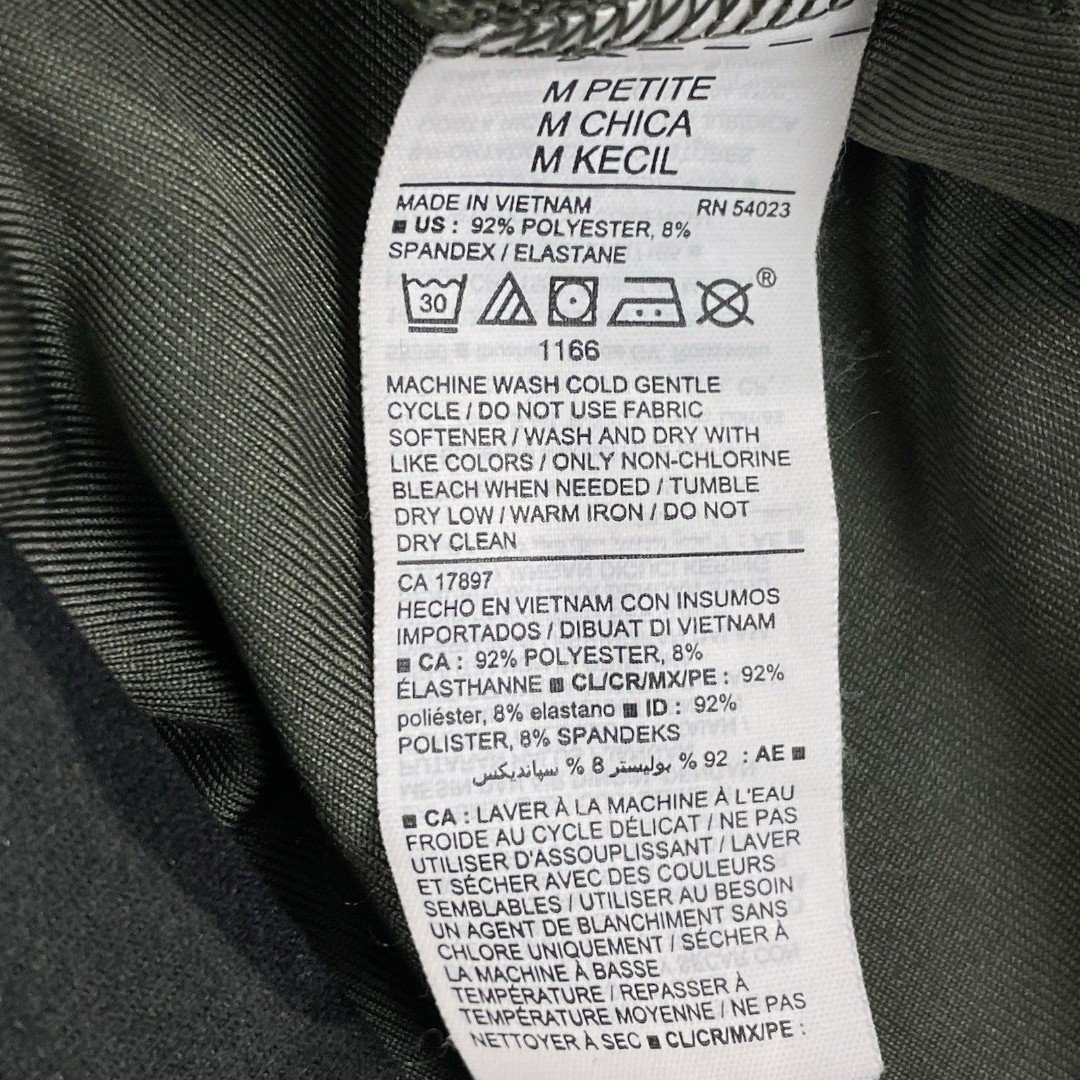 M PETITE
M CHICA
M KECIL
MADE IN VIETNAM RN 54023
■ US : 92% POLYESTER, 8%
SPANDEX / ELASTANE
30 ®
1166
MACHINE WASH COLD GENTLE
CYCLE / DO NOT USE FABRIC
SOFTENER / WASH AND DRY WITH
LIKE COLORS / ONLY NON-CHLORINE
BLEACH WHEN NEEDED / TUMBLE
DRY LOW / WARM IRON / DO NOT
DRY CLEAN
CA 17897
HECHO EN VIETNAM CON INSUMOS
IMPORTADOS / DIBUAT DI VIETNAM
■ CA : 92% POLYESTER, 8%
ÉLASTHANNE ■ CL/CR/MX/PE : 92%
poliéster, 8% elastano ■ ID : 92%
POLISTER, 8% SPANDEKS
■ AE : 92 % بوليستر 8 % سپانديكس
■ CA : LAVER À LA MACHINE À L'EAU
FROIDE AU CYCLE DÉLICAT / NE PAS
UTILISER D'ASSOUPLISSANT / LAVER
ET SÉCHER AVEC DES COULEURS
SEMBLABLES / UTILISER AU BESOIN
UN AGENT DE BLANCHIMENT SANS
CHLORE UNIQUEMENT / SÉCHER À
LA MACHINE À BASSE
TEMPÉRATURE / REPASSER À
TEMPÉRATURE MOYENNE / NE PAS
NETTOYER À SEC ■ CL/CR/MX/PE :